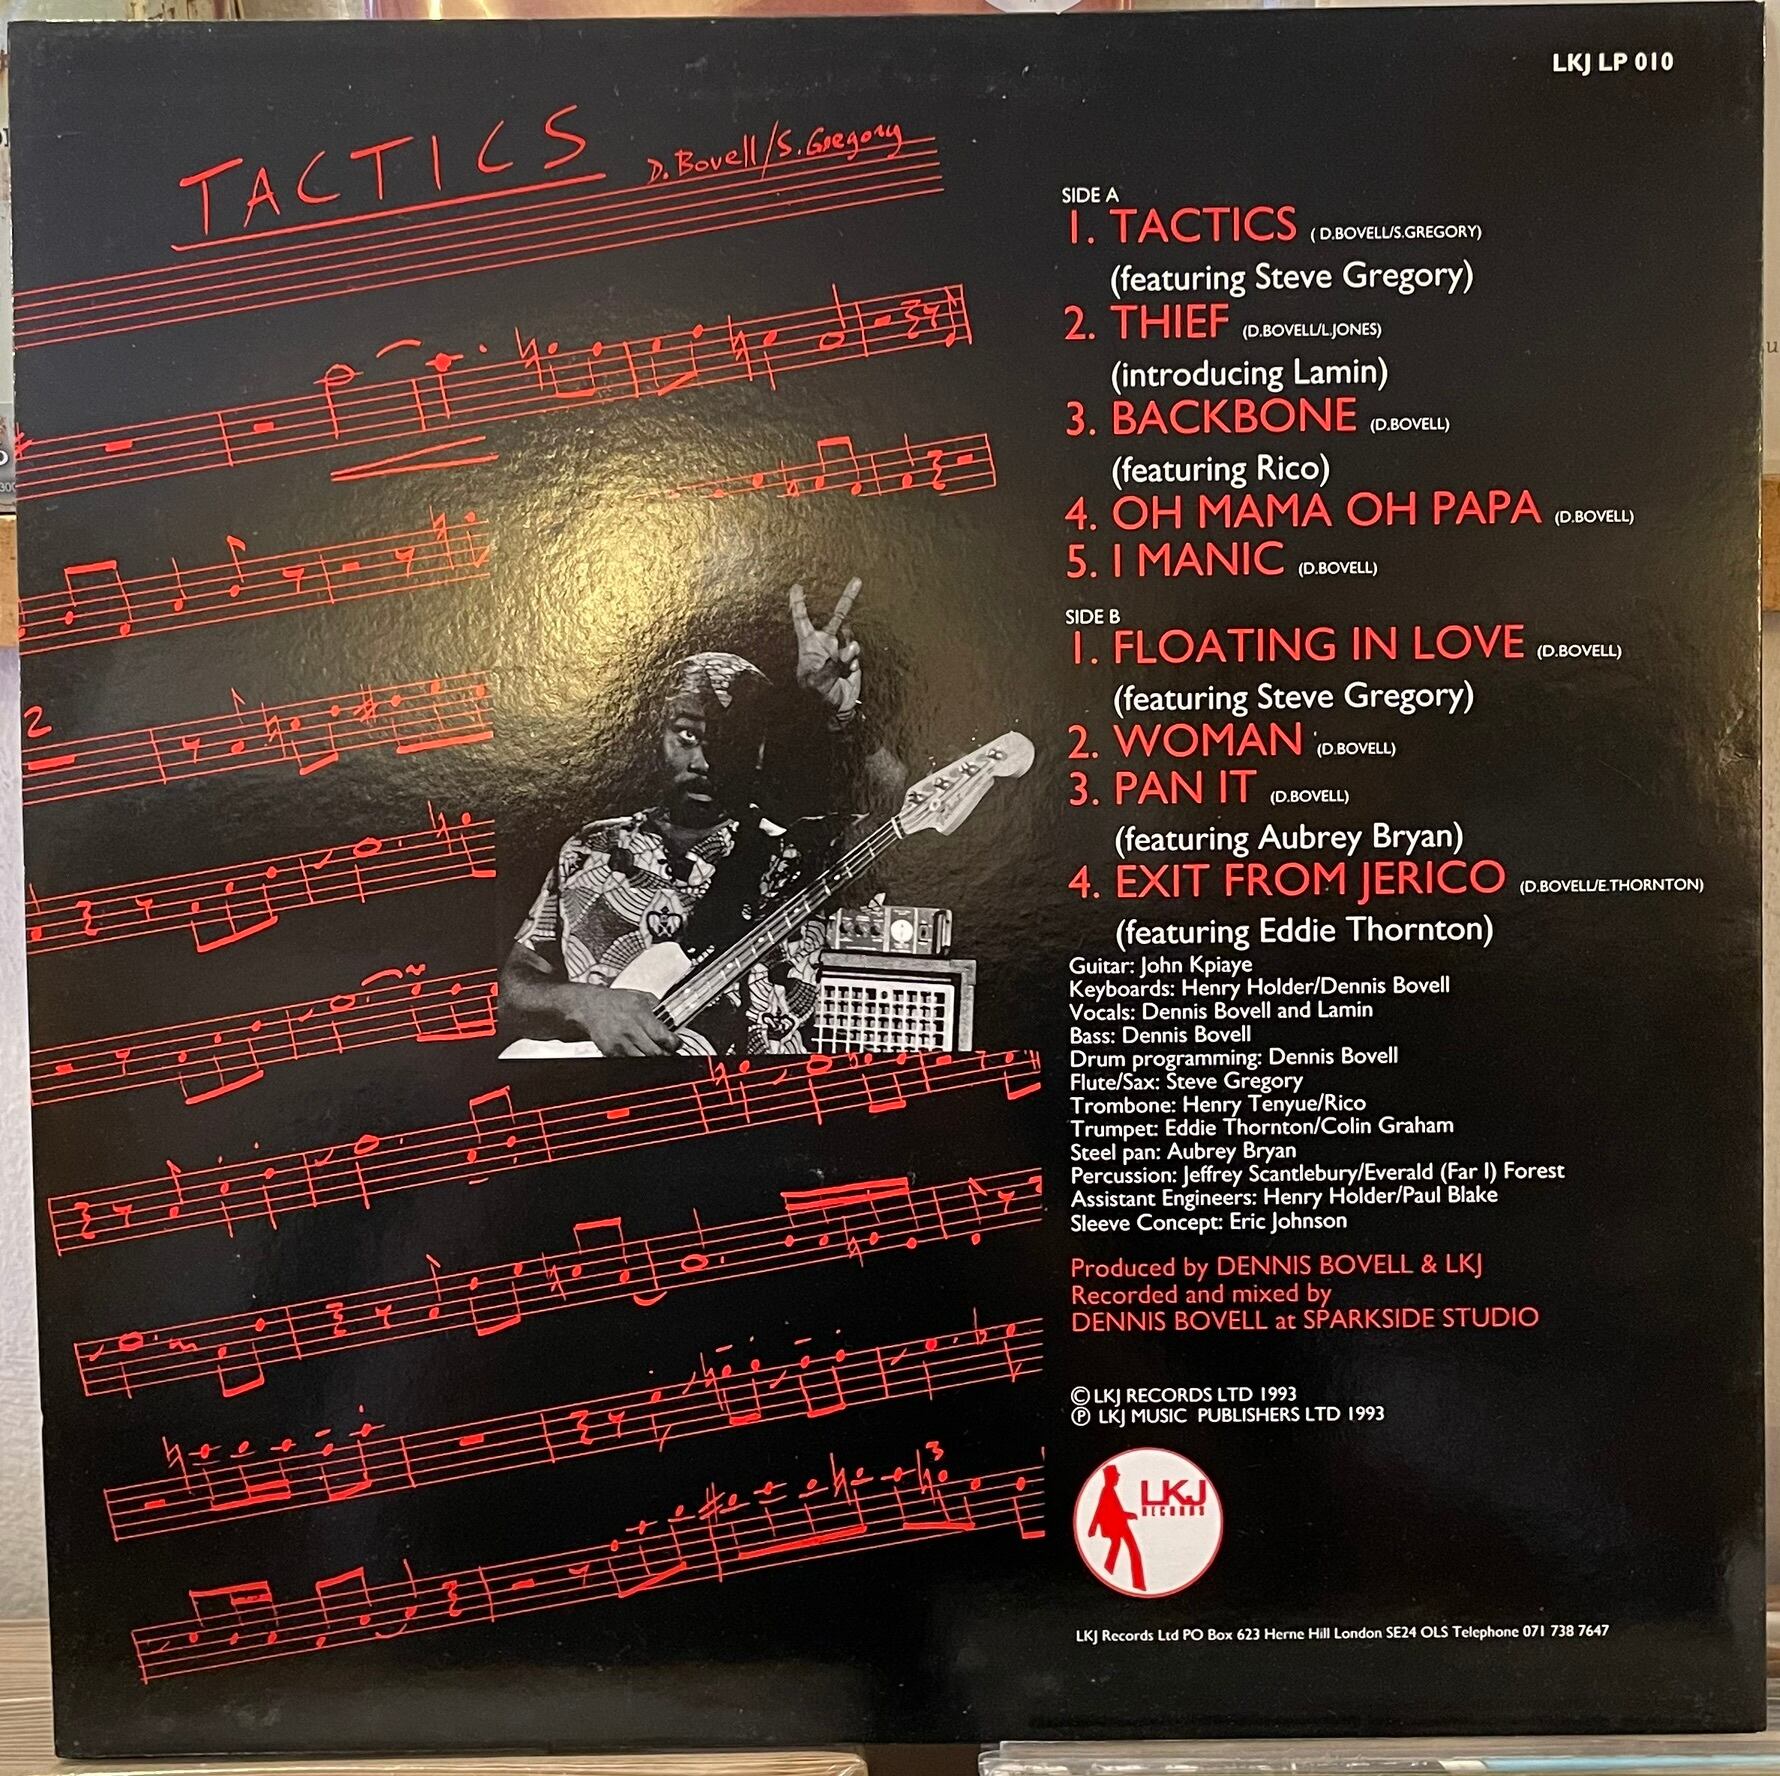 LKJ LP 010
TACTICS D. Bovell/S. Gregory
SIDE A
1. TACTICS ( D.BOVELL/S.GREGORY)
(featuring Steve Gregory)
2. THIEF (D.BOVELL/L.JONES)
(introducing Lamin)
3. BACKBONE (D.BOVELL)
(featuring Rico)
4. OH MAMA OH PAPA (D.BOVELL)
5. I MANIC (D.BOVELL)
SIDE B
1. FLOATING IN LOVE (D.BOVELL)
(featuring Steve Gregory)
2. WOMAN (D.BOVELL)
3. PAN IT (D.BOVELL)
(featuring Aubrey Bryan)
4. EXIT FROM JERICO (D.BOVELL/E.THORNTON)
(featuring Eddie Thornton)
Guitar: John Kpiaye
Keyboards: Henry Holder/Dennis Bovell
Vocals: Dennis Bovell and Lamin
Bass: Dennis Bovell
Drum programming: Dennis Bovell
Flute/Sax: Steve Gregory
Trombone: Henry Tenyue/Rico
Trumpet: Eddie Thornton/Colin Graham
Steel pan: Aubrey Bryan
Percussion: Jeffrey Scantlebury/Everald (Far I) Forest
Assistant Engineers: Henry Holder/Paul Blake
Sleeve Concept: Eric Johnson
Produced by DENNIS BOVELL & LKJ
Recorded and mixed by
DENNIS BOVELL at SPARKSIDE STUDIO
© LKJ RECORDS LTD 1993
℗ LKJ MUSIC PUBLISHERS LTD 1993
LKJ
RECORDS
LKJ Records Ltd PO Box 623 Herne Hill London SE24 OLS Telephone 071 738 7647
2
3